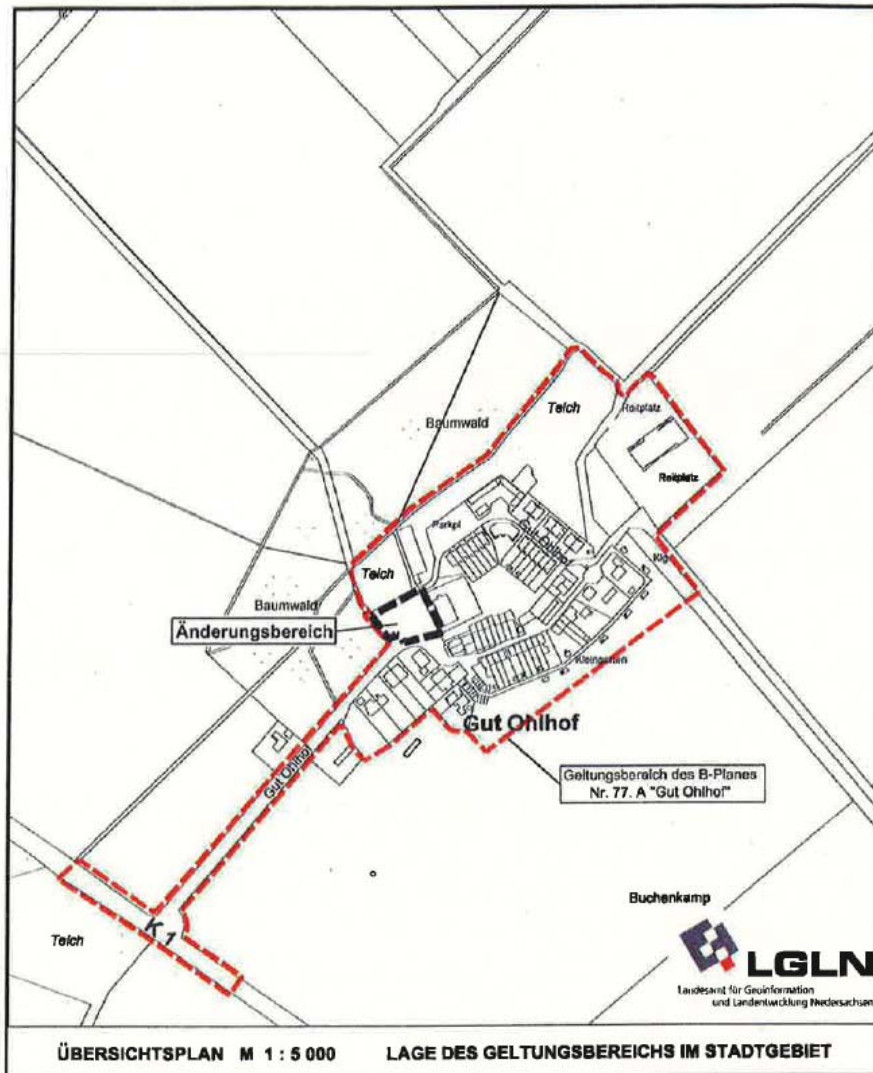 Teich
Reitplatz
Baumwald
Reitplatz
Parkpl
Teich
Baumwald
Änderungsbereich
Kleingarten
Gut Ohlhof
Gut Ohlhof
Geltungsbereich des B-Planes
Nr. 77. A "Gut Ohlhof"
Buchenkamp
K 1
Teich
LGLN
Landesamt für Geoinformation
und Landentwicklung Niedersachsen
ÜBERSICHTSPLAN M 1 : 5 000 LAGE DES GELTUNGSBEREICHS IM STADTGEBIET